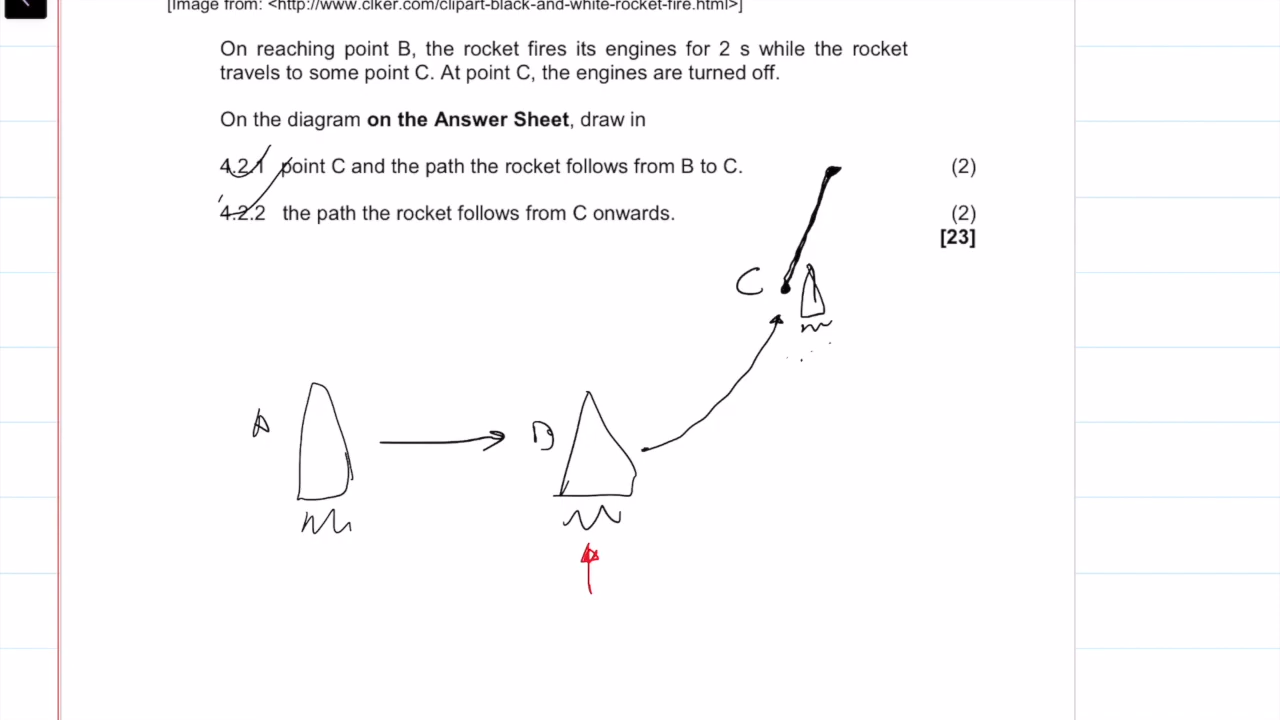 [Image from: <http://www.clker.com/clipart-black-and-white-rocket-fire.html>]
On reaching point B, the rocket fires its engines for 2 s while the rocket
travels to some point C. At point C, the engines are turned off.
On the diagram on the Answer Sheet, draw in
4.2.1 point C and the path the rocket follows from B to C. (2)
4.2.2 the path the rocket follows from C onwards. (2)
[23]
C
A
B